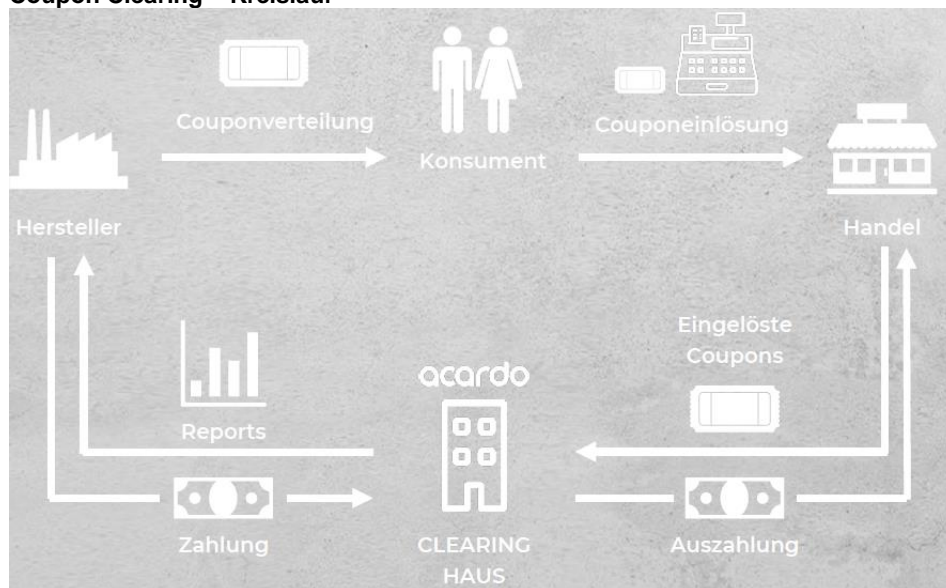 Coupon Clearing – Kreislauf
Couponverteilung
Couponeinlösung
Konsument
Hersteller
Handel
Eingelöste
Coupons
acardo
Reports
Zahlung
CLEARING
HAUS
Auszahlung